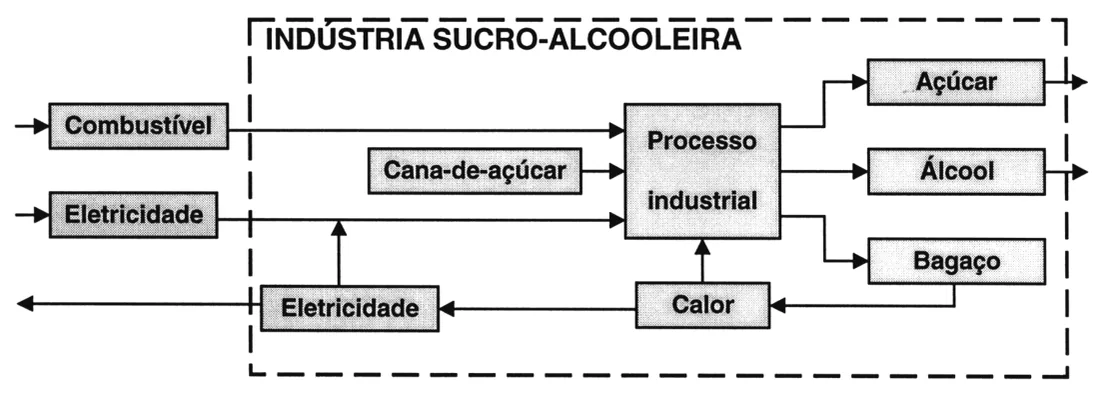 INDÚSTRIA SUCRO-ALCOOLEIRA
Açúcar
Combustível
Processo
industrial
Cana-de-açúcar
Álcool
Eletricidade
Bagaço
Eletricidade
Calor